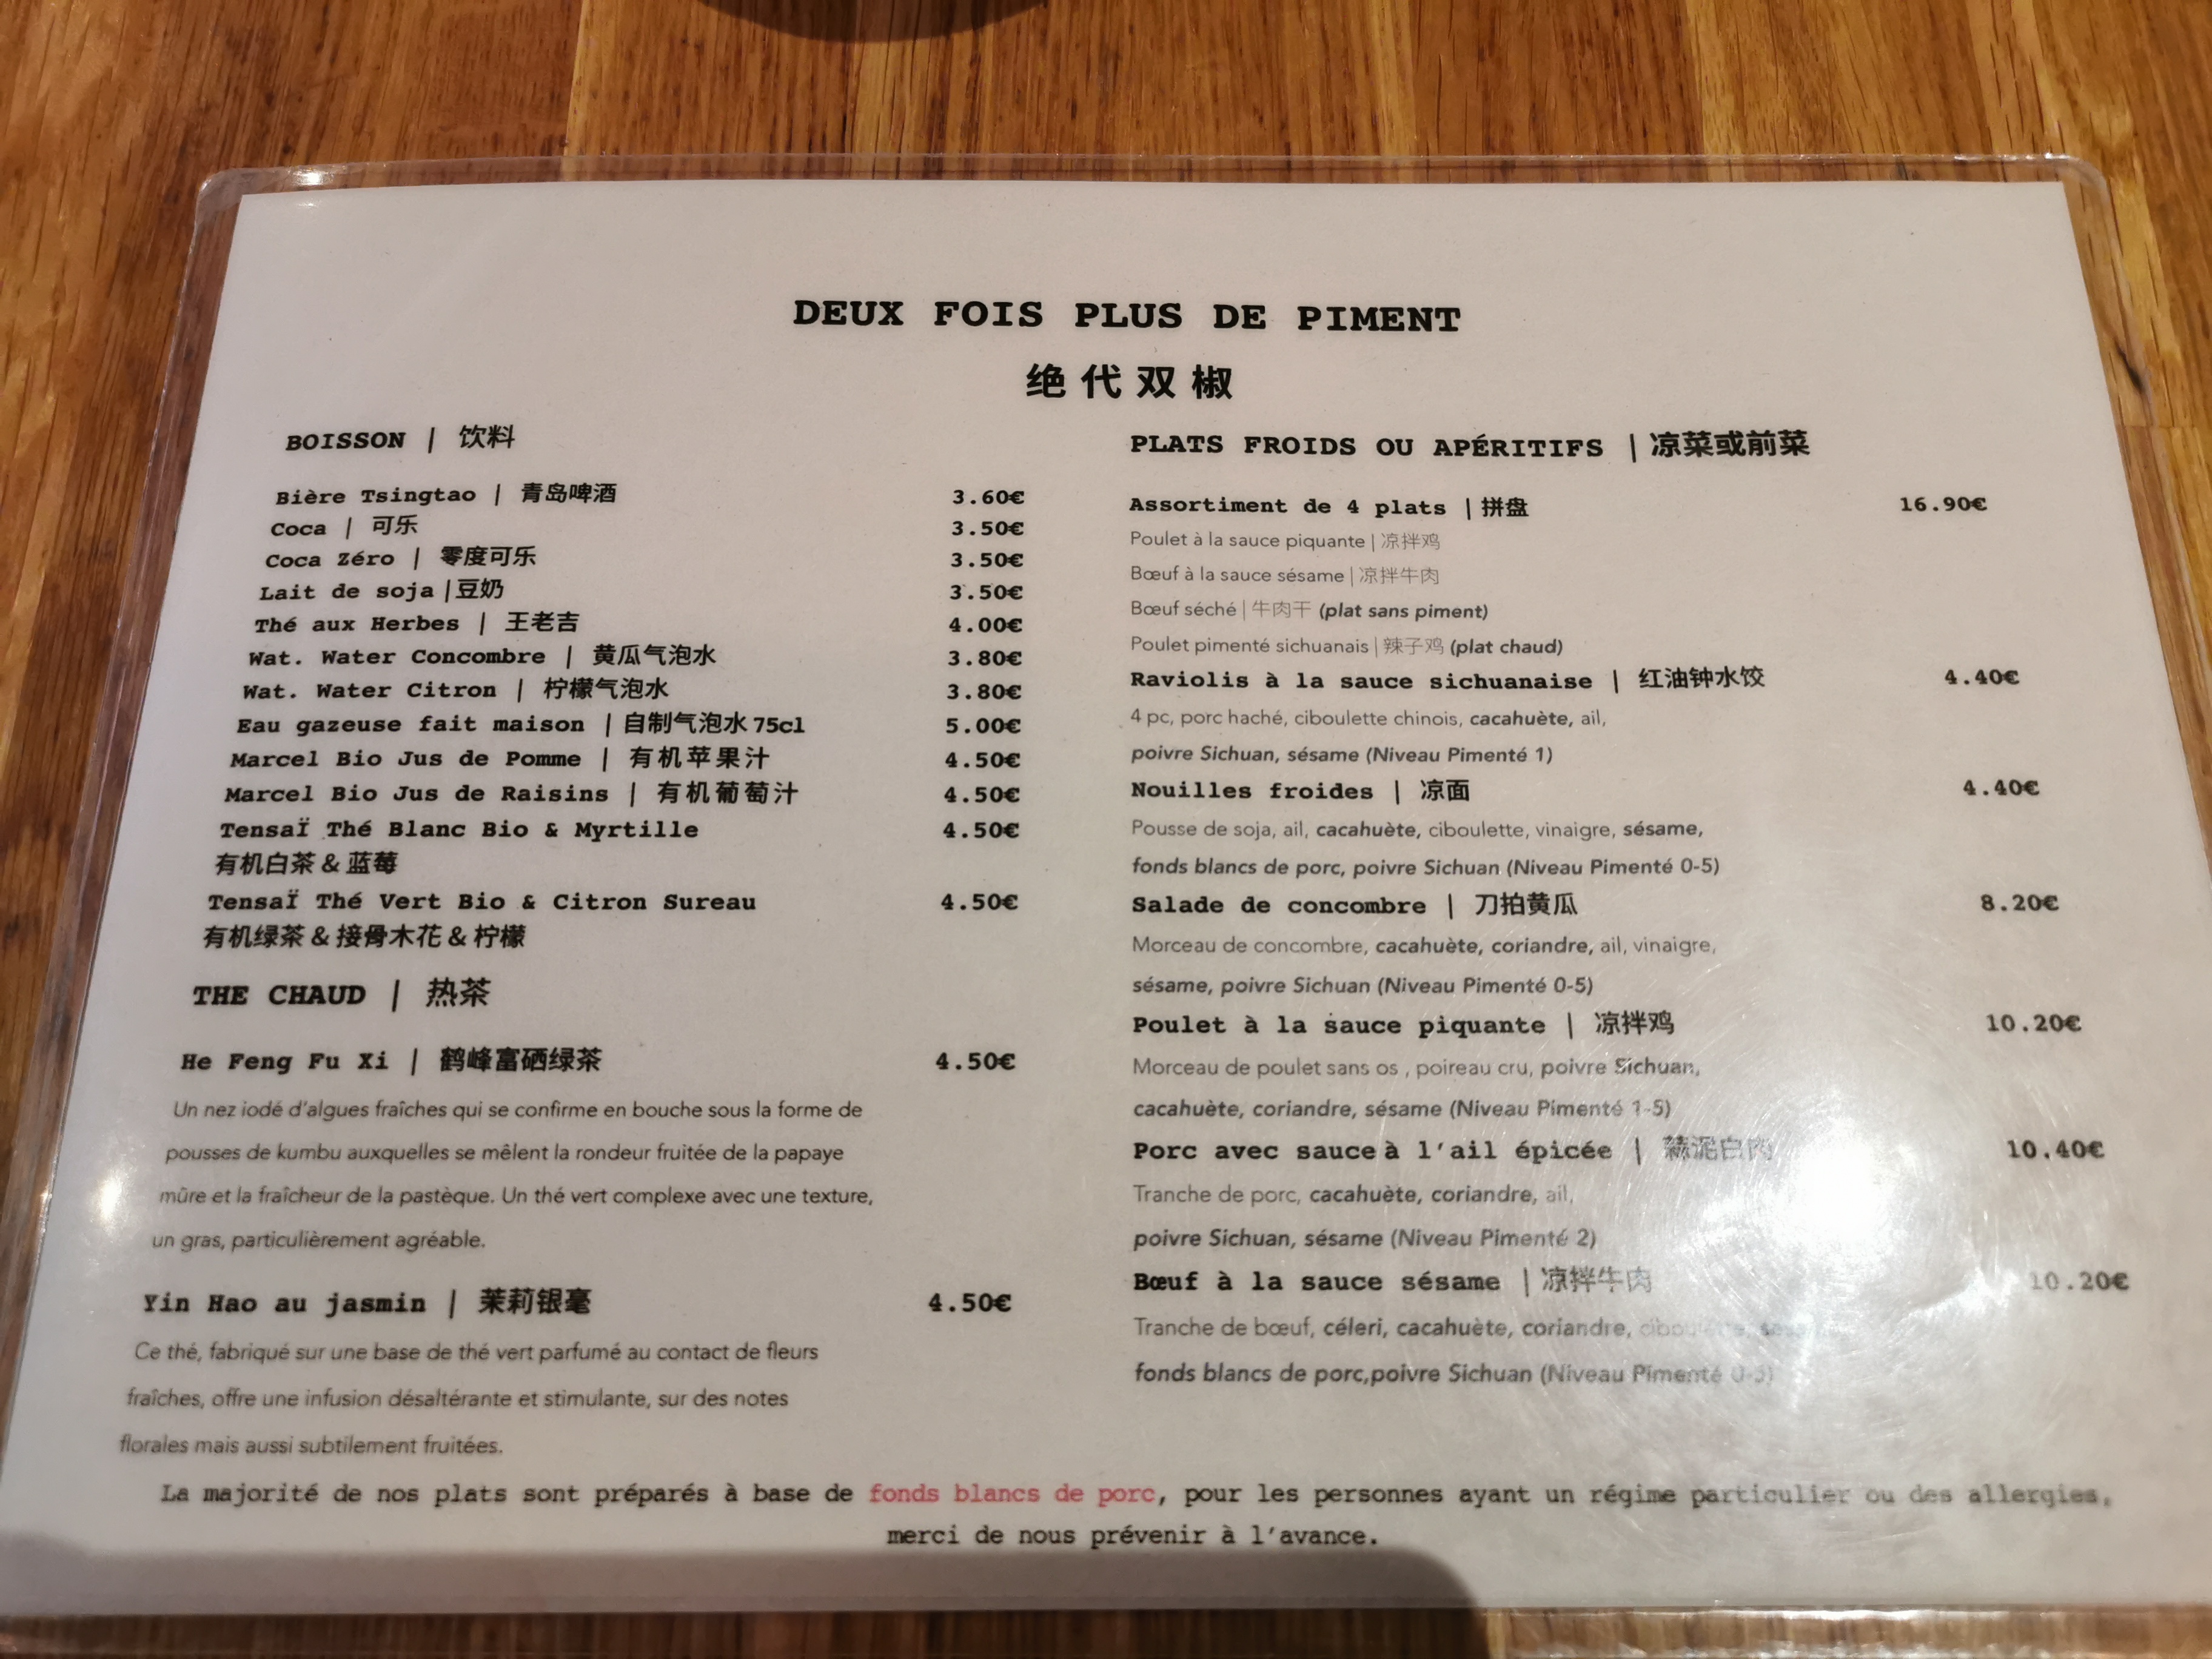 DEUX FOIS PLUS DE PIMENT
绝代双椒
BOISSON | 饮料
Bière Tsingtao | 青岛啤酒 3.60€
Coca | 可乐 3.50€
Coca Zéro | 零度可乐 3.50€
Lait de soja |豆奶 3.50€
Thé aux Herbes | 王老吉 4.00€
Wat. Water Concombre | 黄瓜气泡水 3.80€
Wat. Water Citron | 柠檬气泡水 3.80€
Eau gazeuse fait maison |自制气泡水 75cl 5.00€
Marcel Bio Jus de Pomme | 有机苹果汁 4.50€
Marcel Bio Jus de Raisins | 有机葡萄汁 4.50€
TensaÏ Thé Blanc Bio & Myrtille 4.50€
有机白茶 & 蓝莓
TensaÏ Thé Vert Bio & Citron Sureau 4.50€
有机绿茶 & 接骨木花 & 柠檬
THE CHAUD | 热茶
He Feng Fu Xi | 鹤峰富硒绿茶 4.50€
Un nez iodé d'algues fraîches qui se confirme en bouche sous la forme de
pousses de kumbu auxquelles se mêlent la rondeur fruitée de la papaye
mûre et la fraîcheur de la pastèque. Un thé vert complexe avec une texture,
un gras, particulièrement agréable.
Yin Hao au jasmin | 茉莉银毫 4.50€
Ce thé, fabriqué sur une base de thé vert parfumé au contact de fleurs
fraîches, offre une infusion désaltérante et stimulante, sur des notes
florales mais aussi subtilement fruitées.
PLATS FROIDS OU APÉRITIFS |凉菜或前菜
Assortiment de 4 plats |拼盘 16.90€
Poulet à la sauce piquante | 凉拌鸡
Bœuf à la sauce sésame | 凉拌牛肉
Bœuf séché | 牛肉干 (plat sans piment)
Poulet pimenté sichuanais | 辣子鸡 (plat chaud)
Raviolis à la sauce sichuanaise | 红油钟水饺 4.40€
4 pc, porc haché, ciboulette chinois, cacahuète, ail,
poivre Sichuan, sésame (Niveau Pimenté 1)
Nouilles froides | 凉面 4.40€
Pousse de soja, ail, cacahuète, ciboulette, vinaigre, sésame,
fonds blancs de porc, poivre Sichuan (Niveau Pimenté 0-5)
Salade de concombre | 刀拍黄瓜 8.20€
Morceau de concombre, cacahuète, coriandre, ail, vinaigre,
sésame, poivre Sichuan (Niveau Pimenté 0-5)
Poulet à la sauce piquante | 凉拌鸡 10.20€
Morceau de poulet sans os , poireau cru, poivre Sichuan,
cacahuète, coriandre, sésame (Niveau Pimenté 1-5)
Porc avec sauce à l'ail épicée | 蒜泥白肉 10.40€
Tranche de porc, cacahuète, coriandre, ail,
poivre Sichuan, sésame (Niveau Pimenté 2)
Bœuf à la sauce sésame |凉拌牛肉 10.20€
Tranche de bœuf, céleri, cacahuète, coriandre,
fonds blancs de porc,poivre Sichuan (Niveau Pimenté
La majorité de nos plats sont préparés à base de fonds blancs de porc, pour les personnes ayant un régime particulier ou des allergies,
merci de nous prévenir à l'avance.